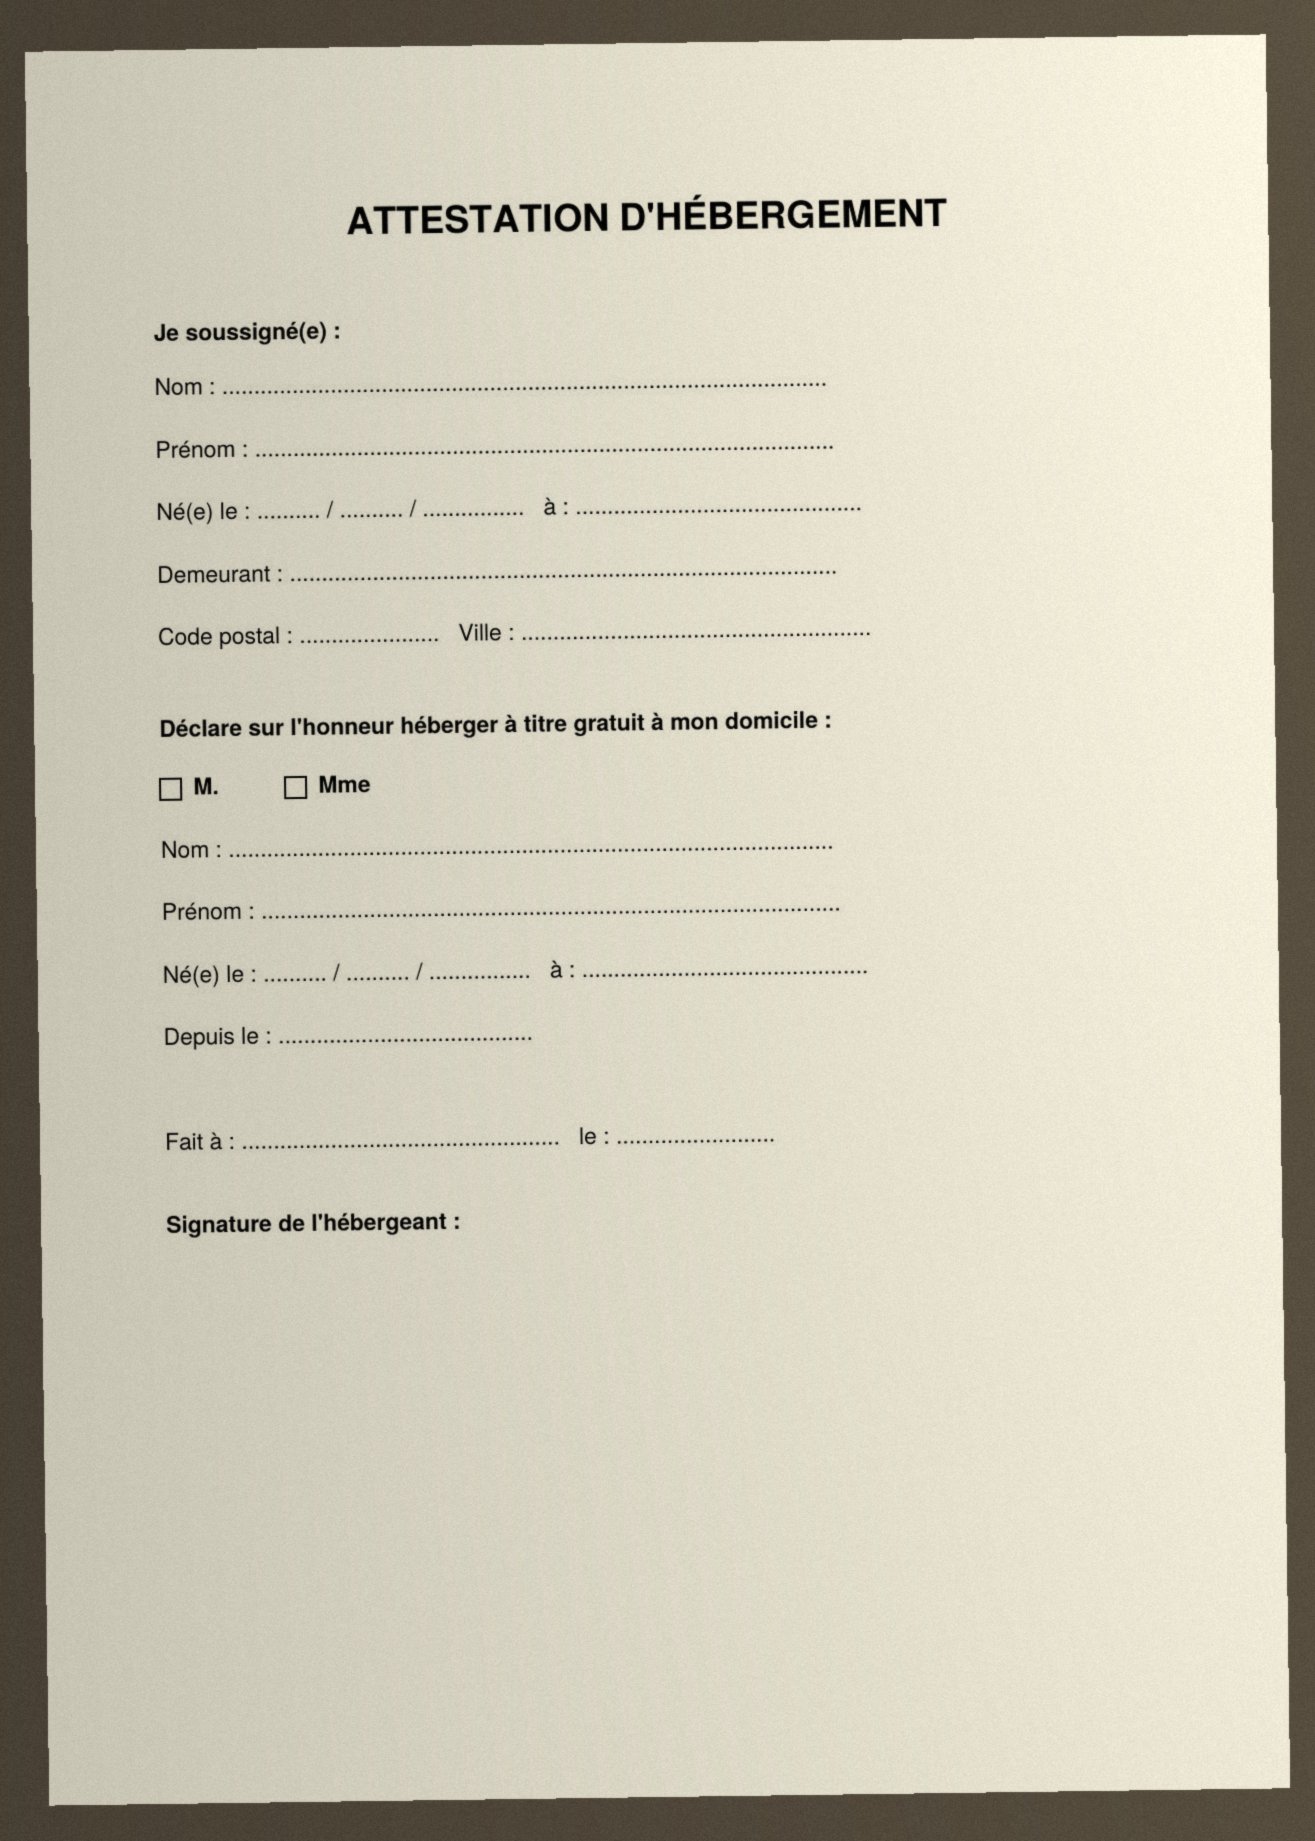 ATTESTATION D'HÉBERGEMENT
Je soussigné(e) :
Nom : ...............................................................................................
Prénom : ...........................................................................................
Né(e) le : .......... / .......... / ................ à : .............................................
Demeurant : ......................................................................................
Code postal : ...................... Ville : .......................................................
Déclare sur l'honneur héberger à titre gratuit à mon domicile :
☐ M. ☐ Mme
Nom : ...............................................................................................
Prénom : ...........................................................................................
Né(e) le : .......... / .......... / ................ à : .............................................
Depuis le : ........................................
Fait à : .................................................. le : .........................
Signature de l'hébergeant :